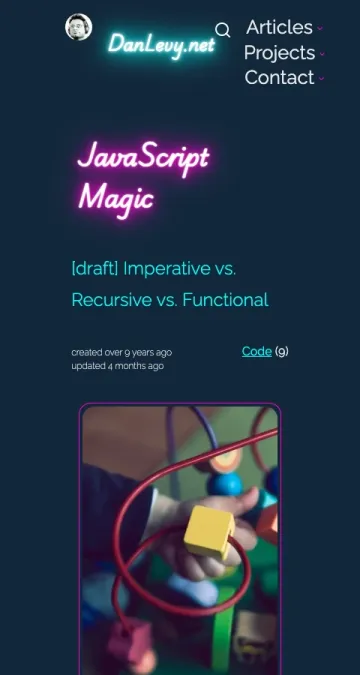 DanLevy.net
Articles
Projects
Contact
JavaScript
Magic
[draft] Imperative vs.
Recursive vs. Functional
created over 9 years ago
updated 4 months ago
Code (9)